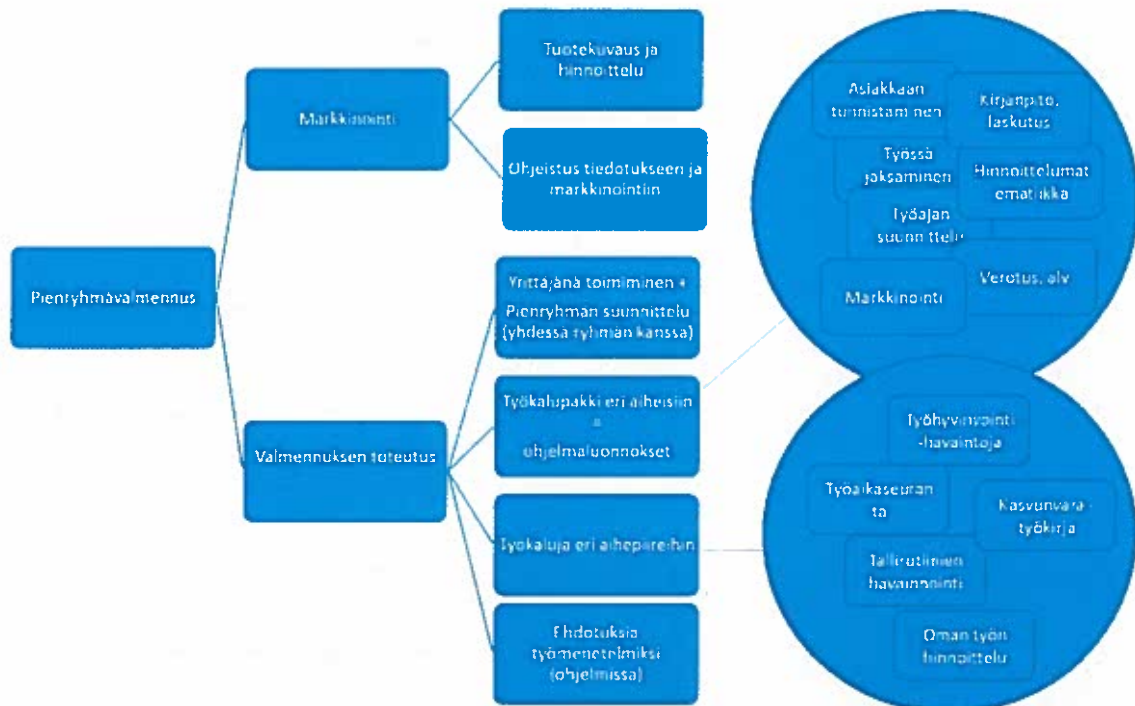 Pienryhmävalmennus
Markkinointi
Tuotekuvaus ja
hinnoittelu
Ohjeistus tiedotukseen ja
markkinointiin
Valmennuksen toteutus
Yrittäjänä toimiminen +
Pienryhmän suunnittelu
(yhdessä ryhmän kanssa)
Työkalupakki eri aiheisiin
=
ohjelmaluonnokset
Työkaluja eri aihepiireihin
Ehdotuksia
työmenetelmiksi
(ohjelmissa)
Asiakkaan
tunnistaminen
Kirjanpito,
laskutus
Työssä
jaksaminen
Hinnoittelumat
ematiikka
Työajan
suunnittelu
Verotus, alv
Markkinointi
Työhyvinvointi
-havaintoja
Työaikaseuran
ta
Kasvunvara-
työkirja
Tallirutiinien
havainnointi
Oman työn
hinnoittelu